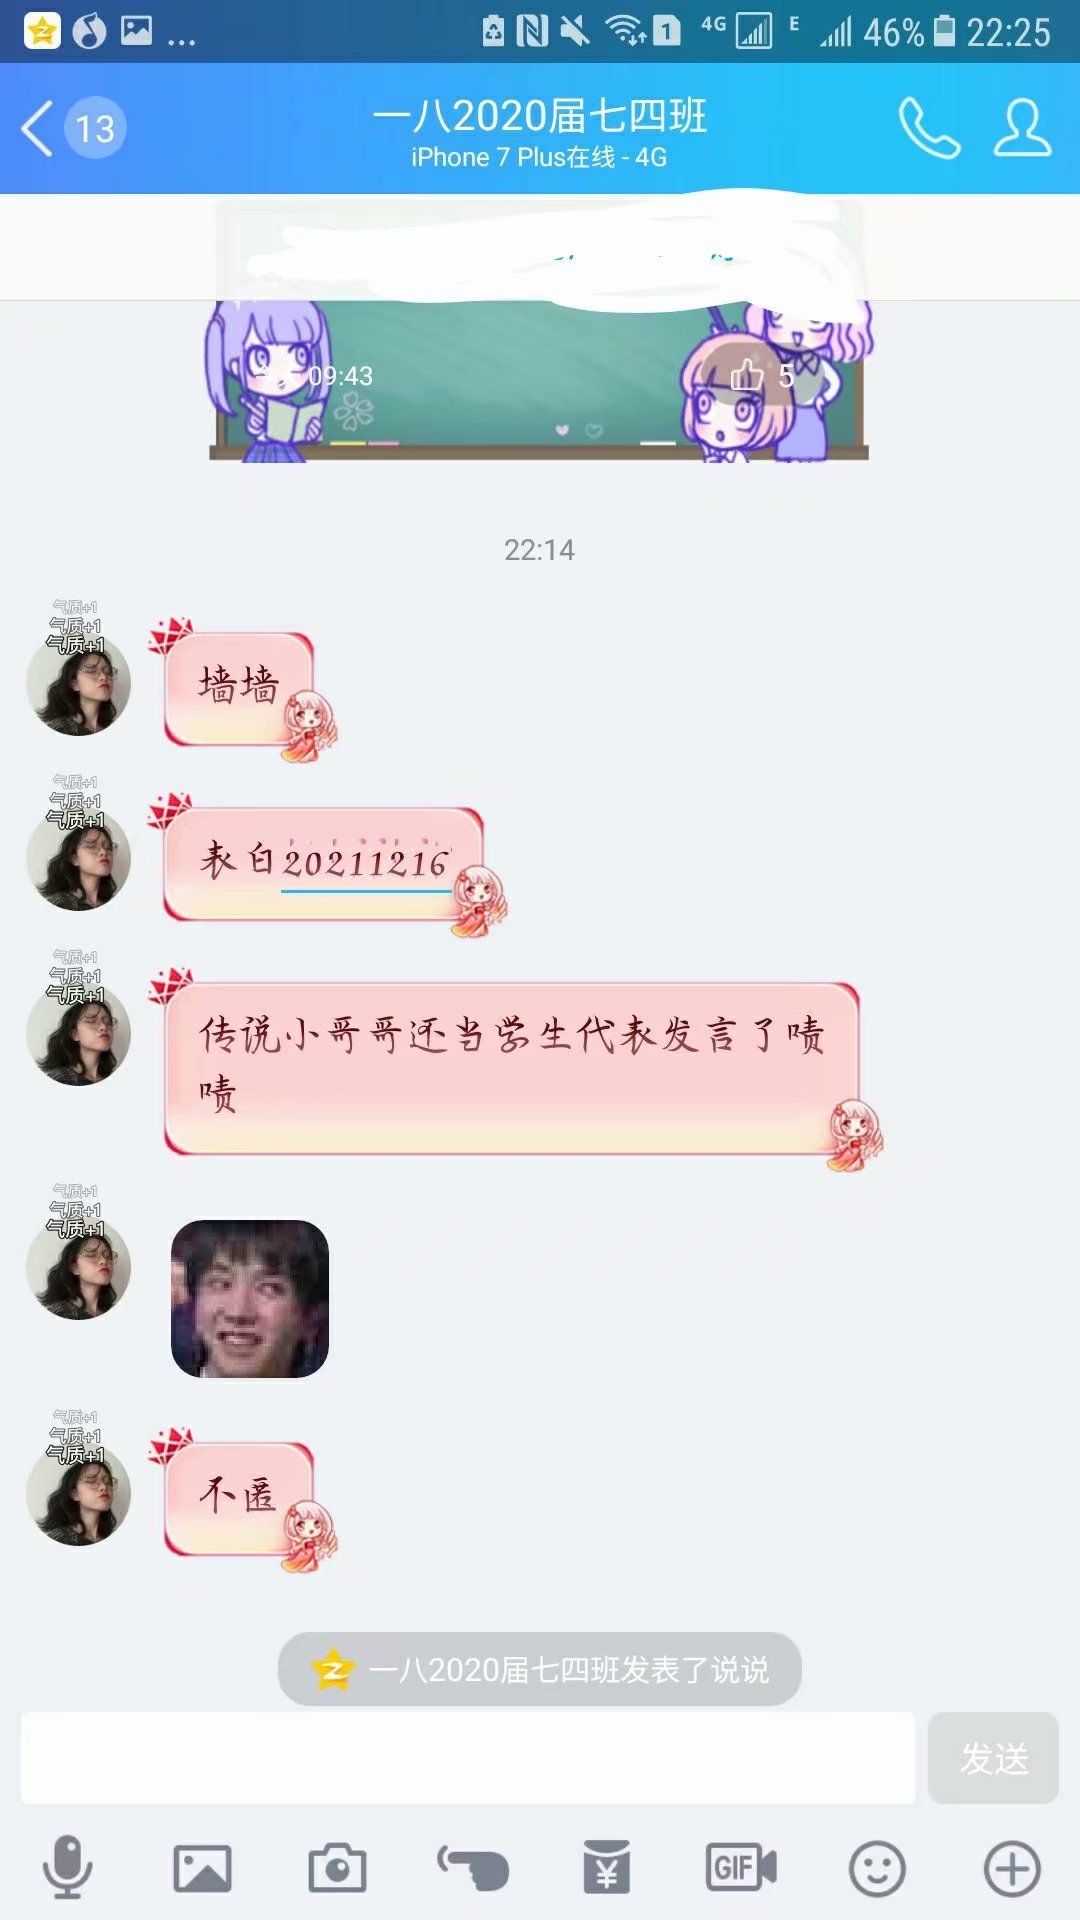 4G
E
46%
22:25
13
一八2020届七四班
iPhone 7 Plus在线 - 4G
09:43
5
22:14
气质+1
气质+1
气质+1
墙墙
气质+1
气质+1
气质+1
表白20211216
气质+1
气质+1
气质+1
传说小哥哥还当学生代表发言了啧
啧
气质+1
气质+1
气质+1
气质+1
气质+1
气质+1
不匿
一八2020届七四班发表了说说
发送
GIF